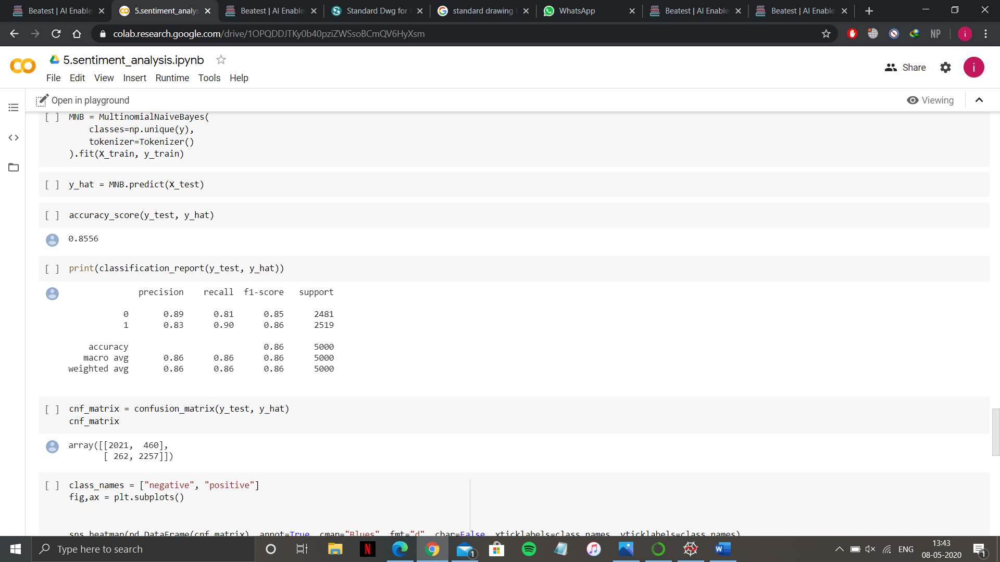 Beatest | AI Enable
5.sentiment_analys
Beatest | AI Enable
Standard Dwg for
standard drawing
WhatsApp
Beatest | AI Enable
Beatest | AI Enable
colab.research.google.com/drive/1OPQDDJTKy0b40pziZWSsoBCmQV6HyXsm
NP
i
5.sentiment_analysis.ipynb
Share
i
File Edit View Insert Runtime Tools Help
Open in playground
Viewing
[ ] MNB = MultinomialNaiveBayes(
classes=np.unique(y),
tokenizer=Tokenizer()
).fit(X_train, y_train)
[ ] y_hat = MNB.predict(X_test)
[ ] accuracy_score(y_test, y_hat)
0.8556
[ ] print(classification_report(y_test, y_hat))
precision recall f1-score support
0 0.89 0.81 0.85 2481
1 0.83 0.90 0.86 2519
accuracy 0.86 5000
macro avg 0.86 0.86 0.86 5000
weighted avg 0.86 0.86 0.86 5000
[ ] cnf_matrix = confusion_matrix(y_test, y_hat)
cnf_matrix
array([[2021, 460],
[ 262, 2257]])
[ ] class_names = ["negative", "positive"]
fig,ax = plt.subplots()
sns.heatmap(pd.DataFrame(cnf_matrix), annot=True, cmap="Blues", fmt="d", cbar=False, xticklabels=class_names, yticklabels=class_names)
Type here to search
N
1
W
ENG
13:43
08-05-2020
1